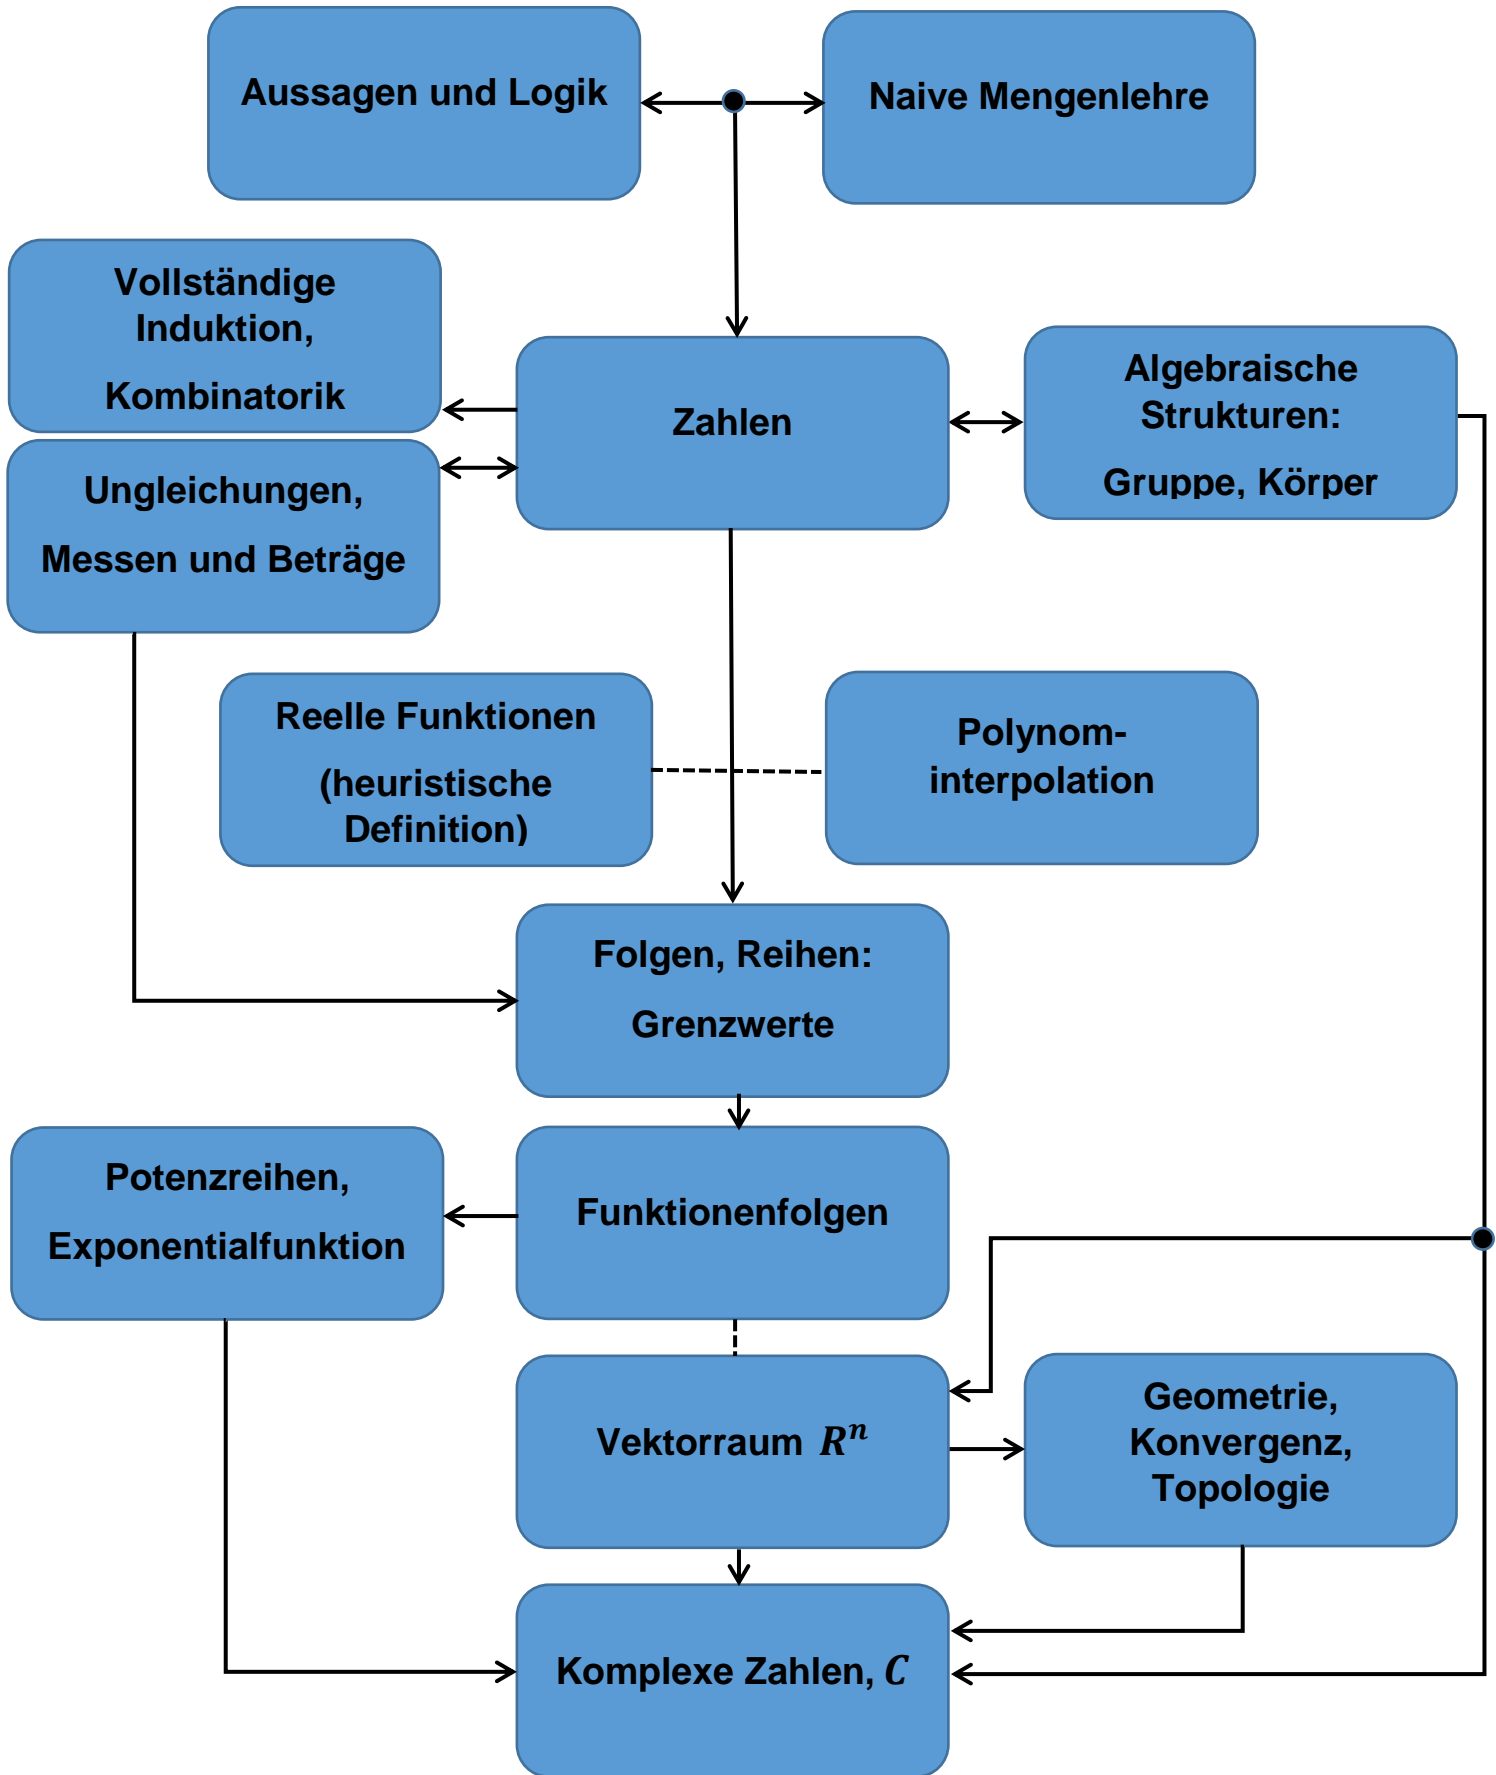 Aussagen und Logik
Naive Mengenlehre
Vollständige
Induktion,
Kombinatorik
Zahlen
Algebraische
Strukturen:
Gruppe, Körper
Ungleichungen,
Messen und Beträge
Reelle Funktionen
(heuristische
Definition)
Polynom-
interpolation
Folgen, Reihen:
Grenzwerte
Potenzreihen,
Exponentialfunktion
Funktionenfolgen
Vektorraum Rⁿ
Geometrie,
Konvergenz,
Topologie
Komplexe Zahlen, C